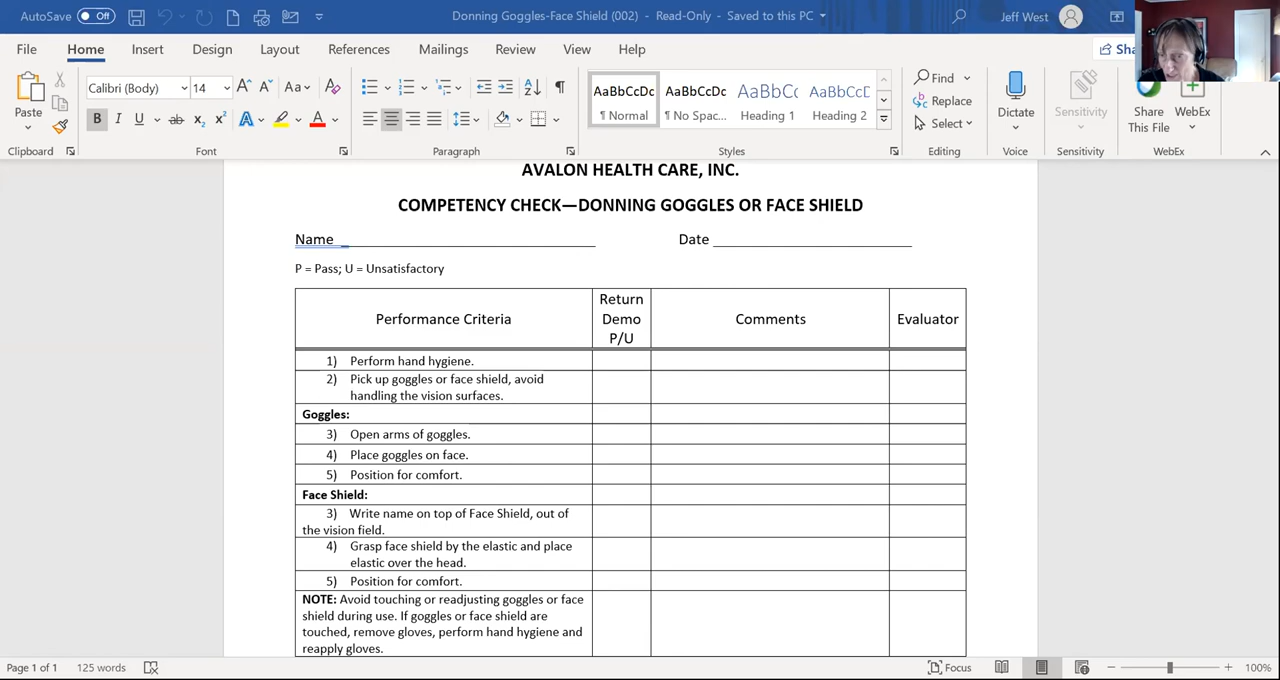 AutoSave Off Donning Goggles-Face Shield (002) - Read-Only - Saved to this PC Jeff West
File Home Insert Design Layout References Mailings Review View Help
Paste
Clipboard
Calibri (Body) 14
Font
Paragraph
AaBbCcDc AaBbCcDc AaBbCc AaBbCcD
¶ Normal ¶ No Spac... Heading 1 Heading 2
Styles
Find
Replace
Select
Editing
Dictate
Voice
Sensitivity
Sensitivity
Share
This File
WebEx
WebEx
AVALON HEALTH CARE, INC.
COMPETENCY CHECK—DONNING GOGGLES OR FACE SHIELD
Name ________________________________ Date _________________________
P = Pass; U = Unsatisfactory
Performance Criteria Return Demo P/U Comments Evaluator
1) Perform hand hygiene.
2) Pick up goggles or face shield, avoid
handling the vision surfaces.
Goggles:
3) Open arms of goggles.
4) Place goggles on face.
5) Position for comfort.
Face Shield:
3) Write name on top of Face Shield, out of
the vision field.
4) Grasp face shield by the elastic and place
elastic over the head.
5) Position for comfort.
NOTE: Avoid touching or readjusting goggles or face
shield during use. If goggles or face shield are
touched, remove gloves, perform hand hygiene and
reapply gloves.
Page 1 of 1 125 words Focus 100%